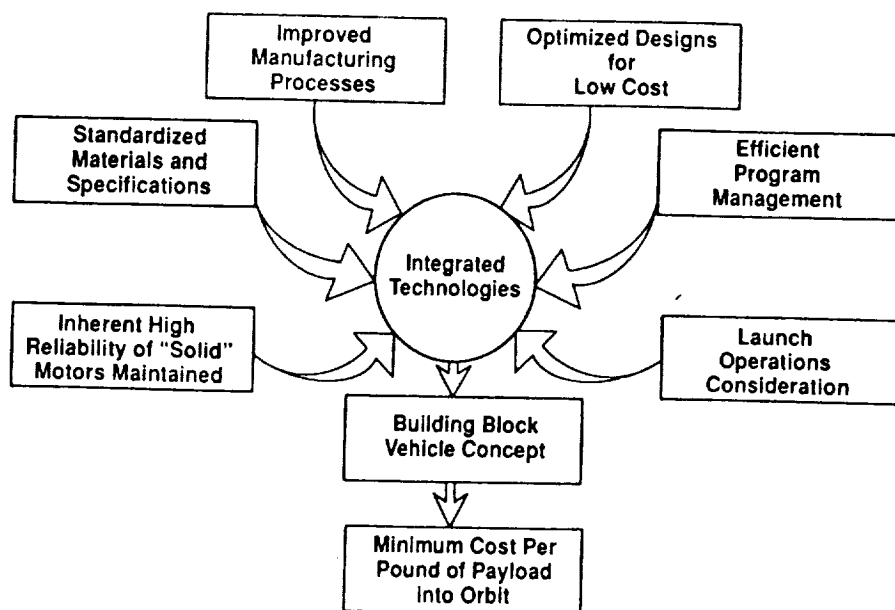 Improved
Manufacturing
Processes
Optimized Designs
for
Low Cost
Standardized
Materials and
Specifications
Efficient
Program
Management
Integrated
Technologies
Inherent High
Reliability of "Solid"
Motors Maintained
Launch
Operations
Consideration
Building Block
Vehicle Concept
Minimum Cost Per
Pound of Payload
into Orbit